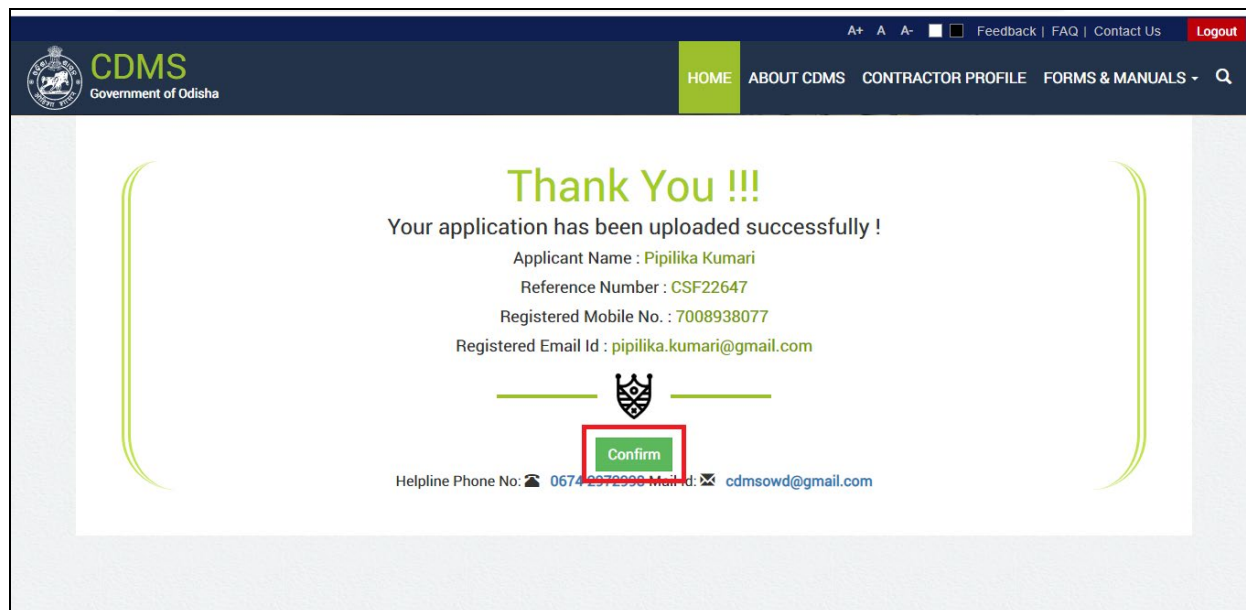 A+ A A- Feedback | FAQ | Contact Us Logout
CDMS
Government of Odisha
HOME ABOUT CDMS CONTRACTOR PROFILE FORMS & MANUALS
Thank You !!!
Your application has been uploaded successfully !
Applicant Name : Pipilika Kumari
Reference Number : CSF22647
Registered Mobile No. : 7008938077
Registered Email Id : pipilika.kumari@gmail.com
Confirm
Helpline Phone No: 0674 Mail Id: cdmsowd@gmail.com